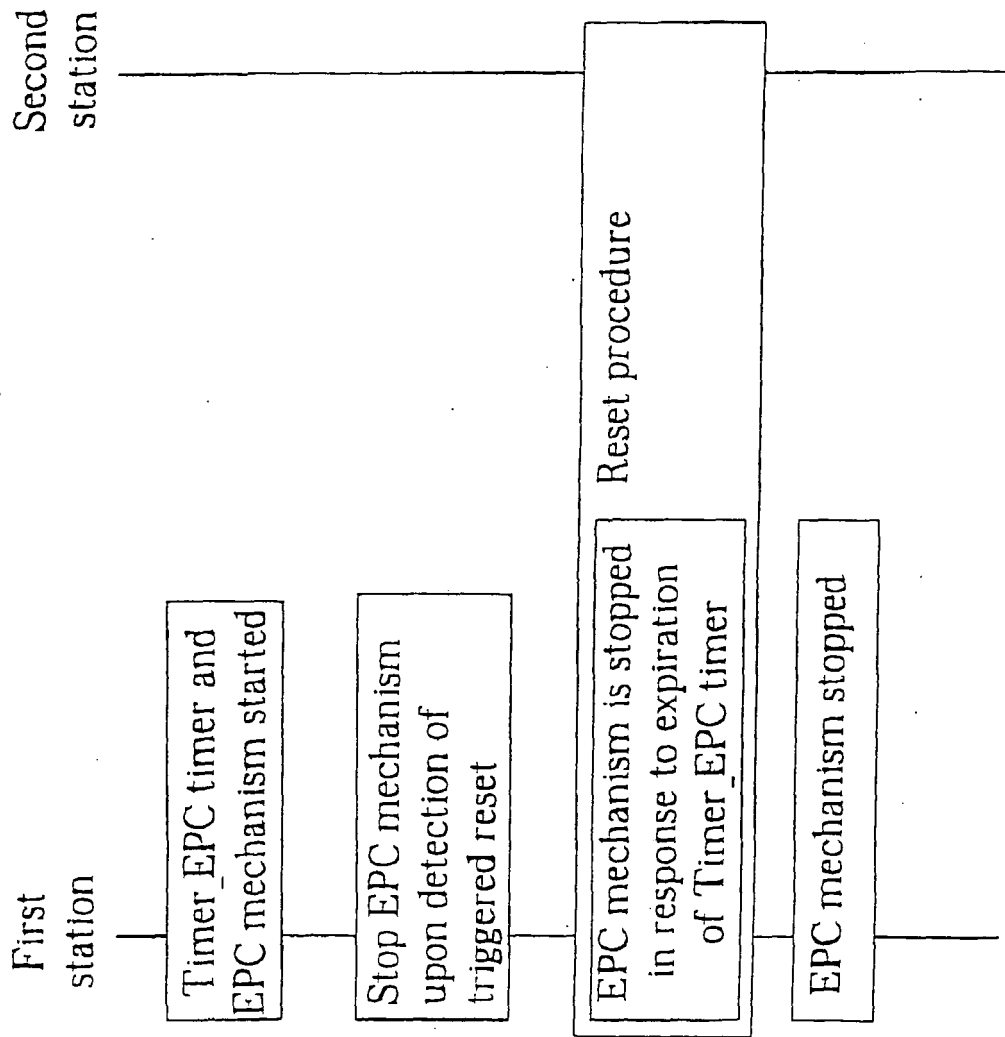 First
station
Second
station
Timer_EPC timer and
EPC mechanism started
Stop EPC mechanism
upon detection of
triggered reset
EPC mechanism is stopped
in response to expiration
of Timer_EPC timer
Reset procedure
EPC mechanism stopped